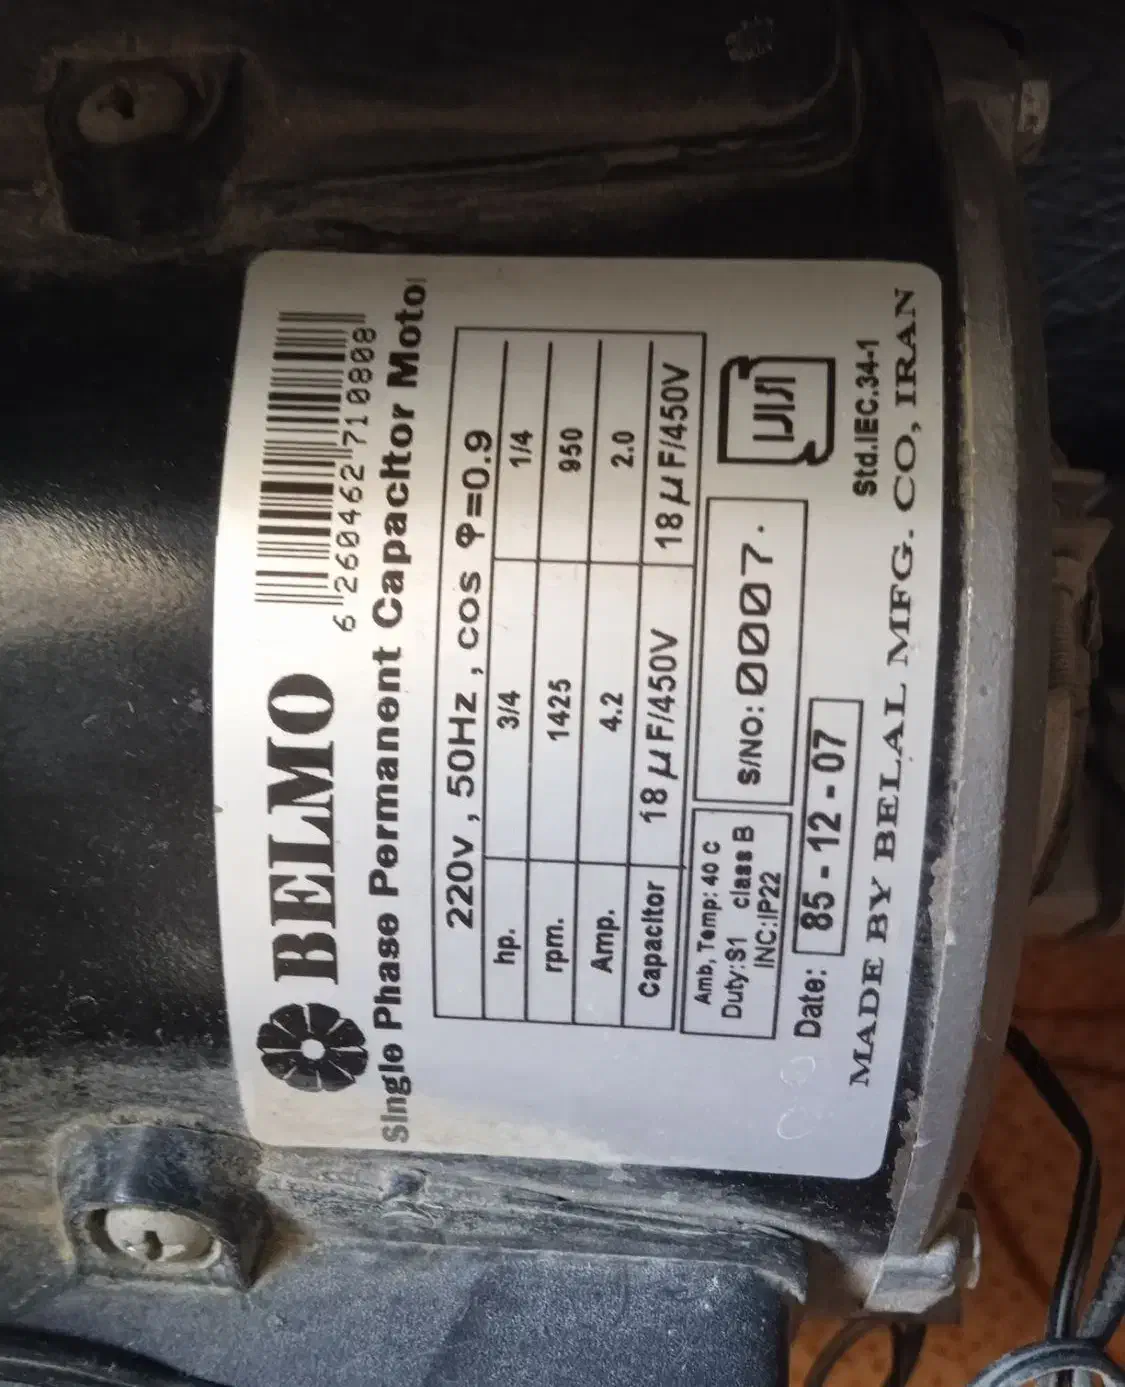 BELMO
6 260462 710808
Single Phase Permanent Capacitor Motor
220v , 50Hz , cos φ=0.9
hp. 3/4 1/4
rpm. 1425 950
Amp. 4.2 2.0
Capacitor 18 μF/450V 18 μF/450V
Amb, Temp: 40 C
Duty: S1 class B
INC: IP22
S/NO: 0007.
Date: 85 - 12 - 07
Std.IEC.34-1
MADE BY BELAL MFG. CO, IRAN